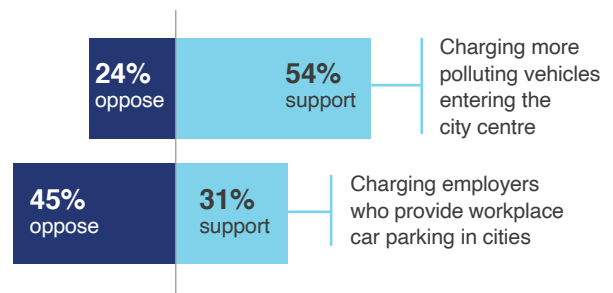 24%
oppose
54%
support
Charging more
polluting vehicles
entering the
city centre
45%
oppose
31%
support
Charging employers
who provide workplace
car parking in cities